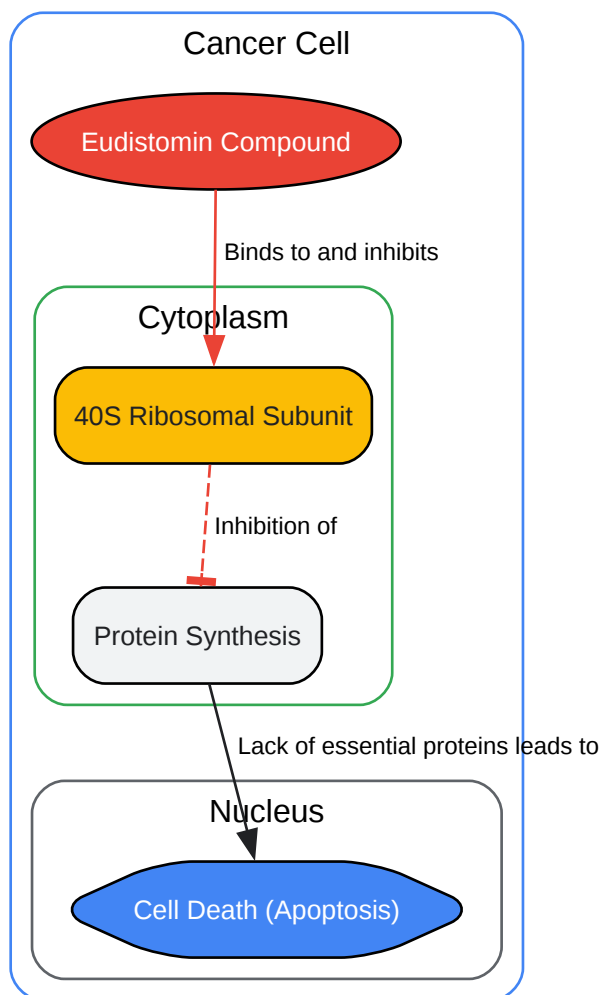 Cancer Cell
Eudistomin Compound
Binds to and inhibits
Cytoplasm
40S Ribosomal Subunit
Inhibition of
Protein Synthesis
Lack of essential proteins leads to
Nucleus
Cell Death (Apoptosis)